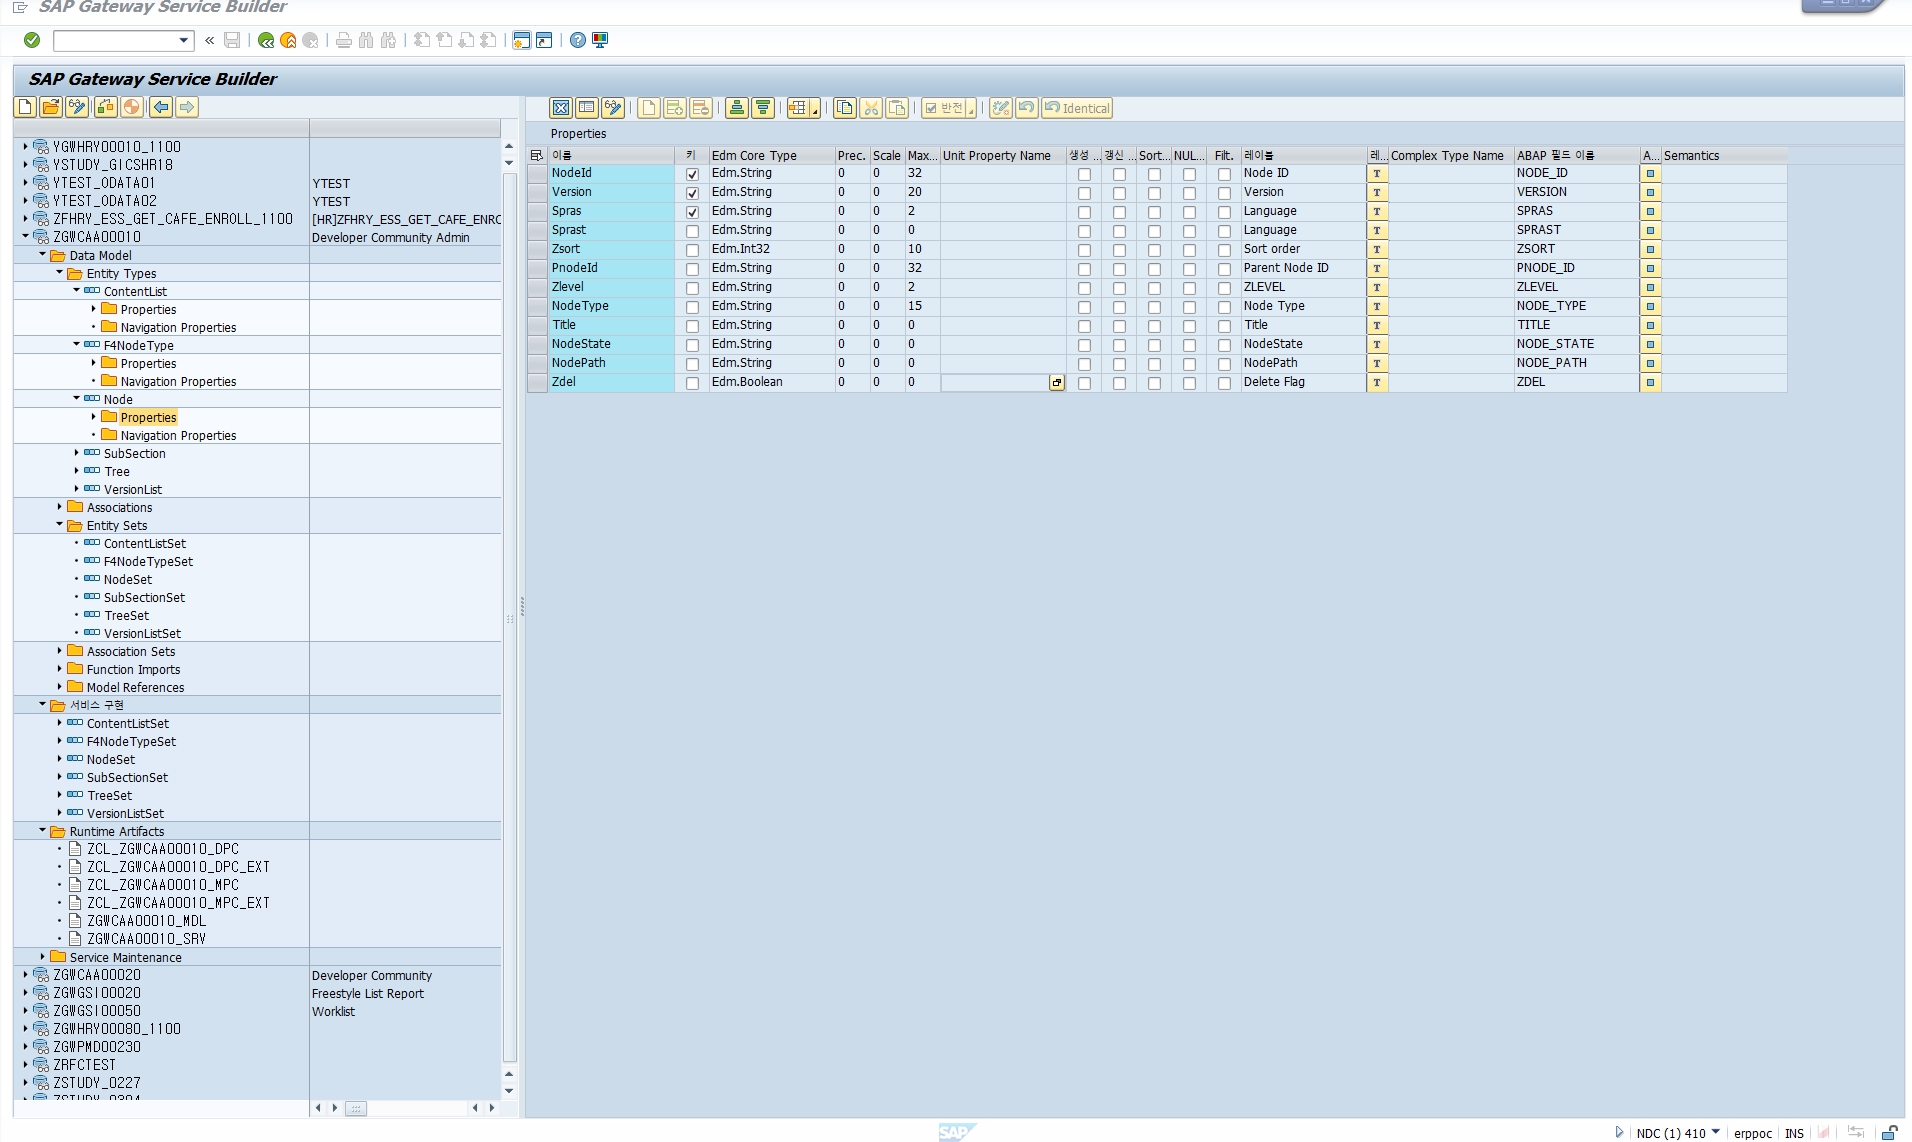 SAP Gateway Service Builder
SAP Gateway Service Builder
반전
Identical
YGWHRY00010_1100
YSTUDY_GICSHR18
YTEST_ODATA01 YTEST
YTEST_ODATA02 YTEST
ZFHRY_ESS_GET_CAFE_ENROLL_1100 [HR]ZFHRY_ESS_GET_CAFE_ENRO
ZGWCAA00010 Developer Community Admin
Data Model
Entity Types
ContentList
Properties
Navigation Properties
F4NodeType
Properties
Navigation Properties
Node
Properties
Navigation Properties
SubSection
Tree
VersionList
Associations
Entity Sets
ContentListSet
F4NodeTypeSet
NodeSet
SubSectionSet
TreeSet
VersionListSet
Association Sets
Function Imports
Model References
서비스 구현
ContentListSet
F4NodeTypeSet
NodeSet
SubSectionSet
TreeSet
VersionListSet
Runtime Artifacts
ZCL_ZGWCAA00010_DPC
ZCL_ZGWCAA00010_DPC_EXT
ZCL_ZGWCAA00010_MPC
ZCL_ZGWCAA00010_MPC_EXT
ZGWCAA00010_MDL
ZGWCAA00010_SRV
Service Maintenance
ZGWCAA00020 Developer Community
ZGWGSI00020 Freestyle List Report
ZGWGSI00050 Worklist
ZGWHRY00080_1100
ZGWPMD00230
ZRFCTEST
ZSTUDY_0227
ZSTUDY_0304
Properties
이름 키 Edm Core Type Prec. Scale Max... Unit Property Name 생성 ... 갱신 ... Sort... NUL... Filt. 레이블 레... Complex Type Name ABAP 필드 이름 A... Semantics
NodeId Edm.String 0 0 32 Node ID T NODE_ID
Version Edm.String 0 0 20 Version T VERSION
Spras Edm.String 0 0 2 Language T SPRAS
Sprast Edm.String 0 0 0 Language T SPRAST
Zsort Edm.Int32 0 0 10 Sort order T ZSORT
PnodeId Edm.String 0 0 32 Parent Node ID T PNODE_ID
Zlevel Edm.String 0 0 2 ZLEVEL T ZLEVEL
NodeType Edm.String 0 0 15 Node Type T NODE_TYPE
Title Edm.String 0 0 0 Title T TITLE
NodeState Edm.String 0 0 0 NodeState T NODE_STATE
NodePath Edm.String 0 0 0 NodePath T NODE_PATH
Zdel Edm.Boolean 0 0 0 Delete Flag T ZDEL
SAP
NDC (1) 410 erppoc INS